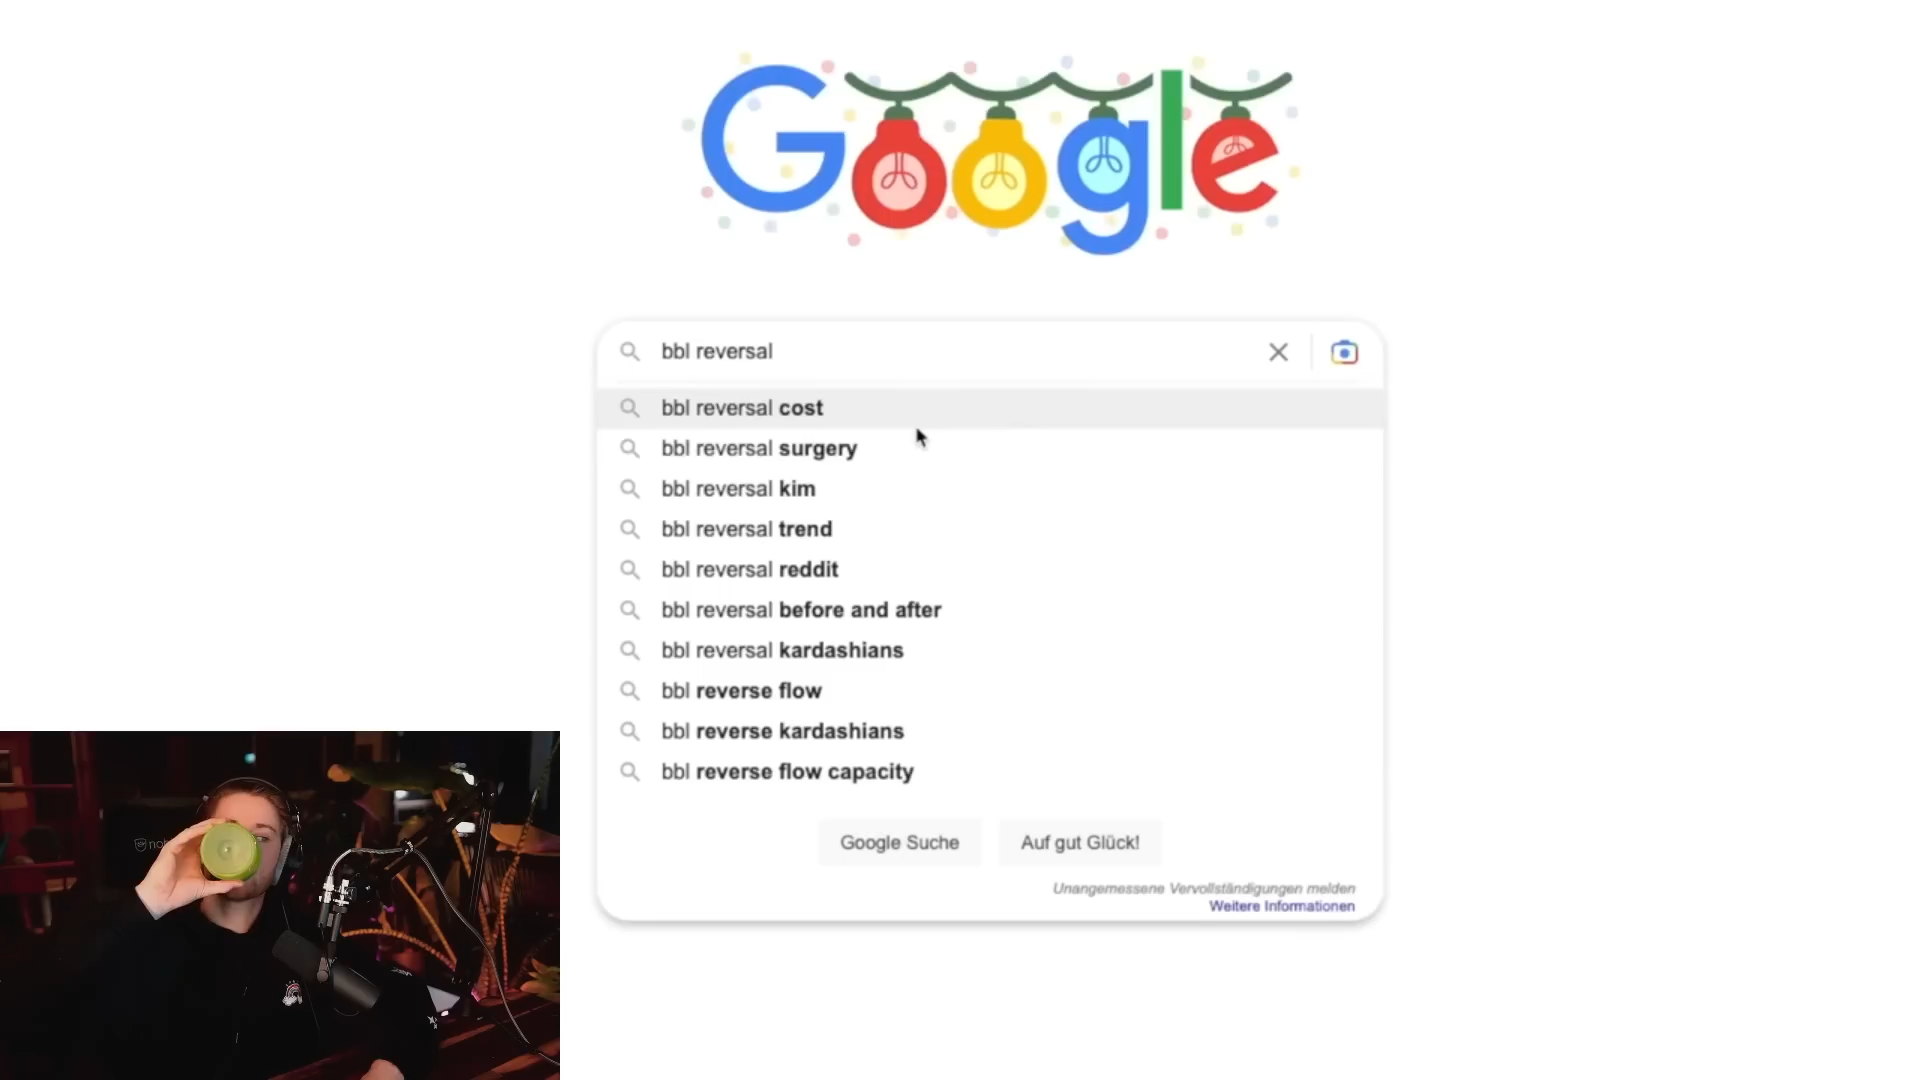 Google
bbl reversal
bbl reversal cost
bbl reversal surgery
bbl reversal kim
bbl reversal trend
bbl reversal reddit
bbl reversal before and after
bbl reversal kardashians
bbl reverse flow
bbl reverse kardashians
bbl reverse flow capacity
Google Suche
Auf gut Glück!
Unangemessene Vervollständigungen melden
Weitere Informationen